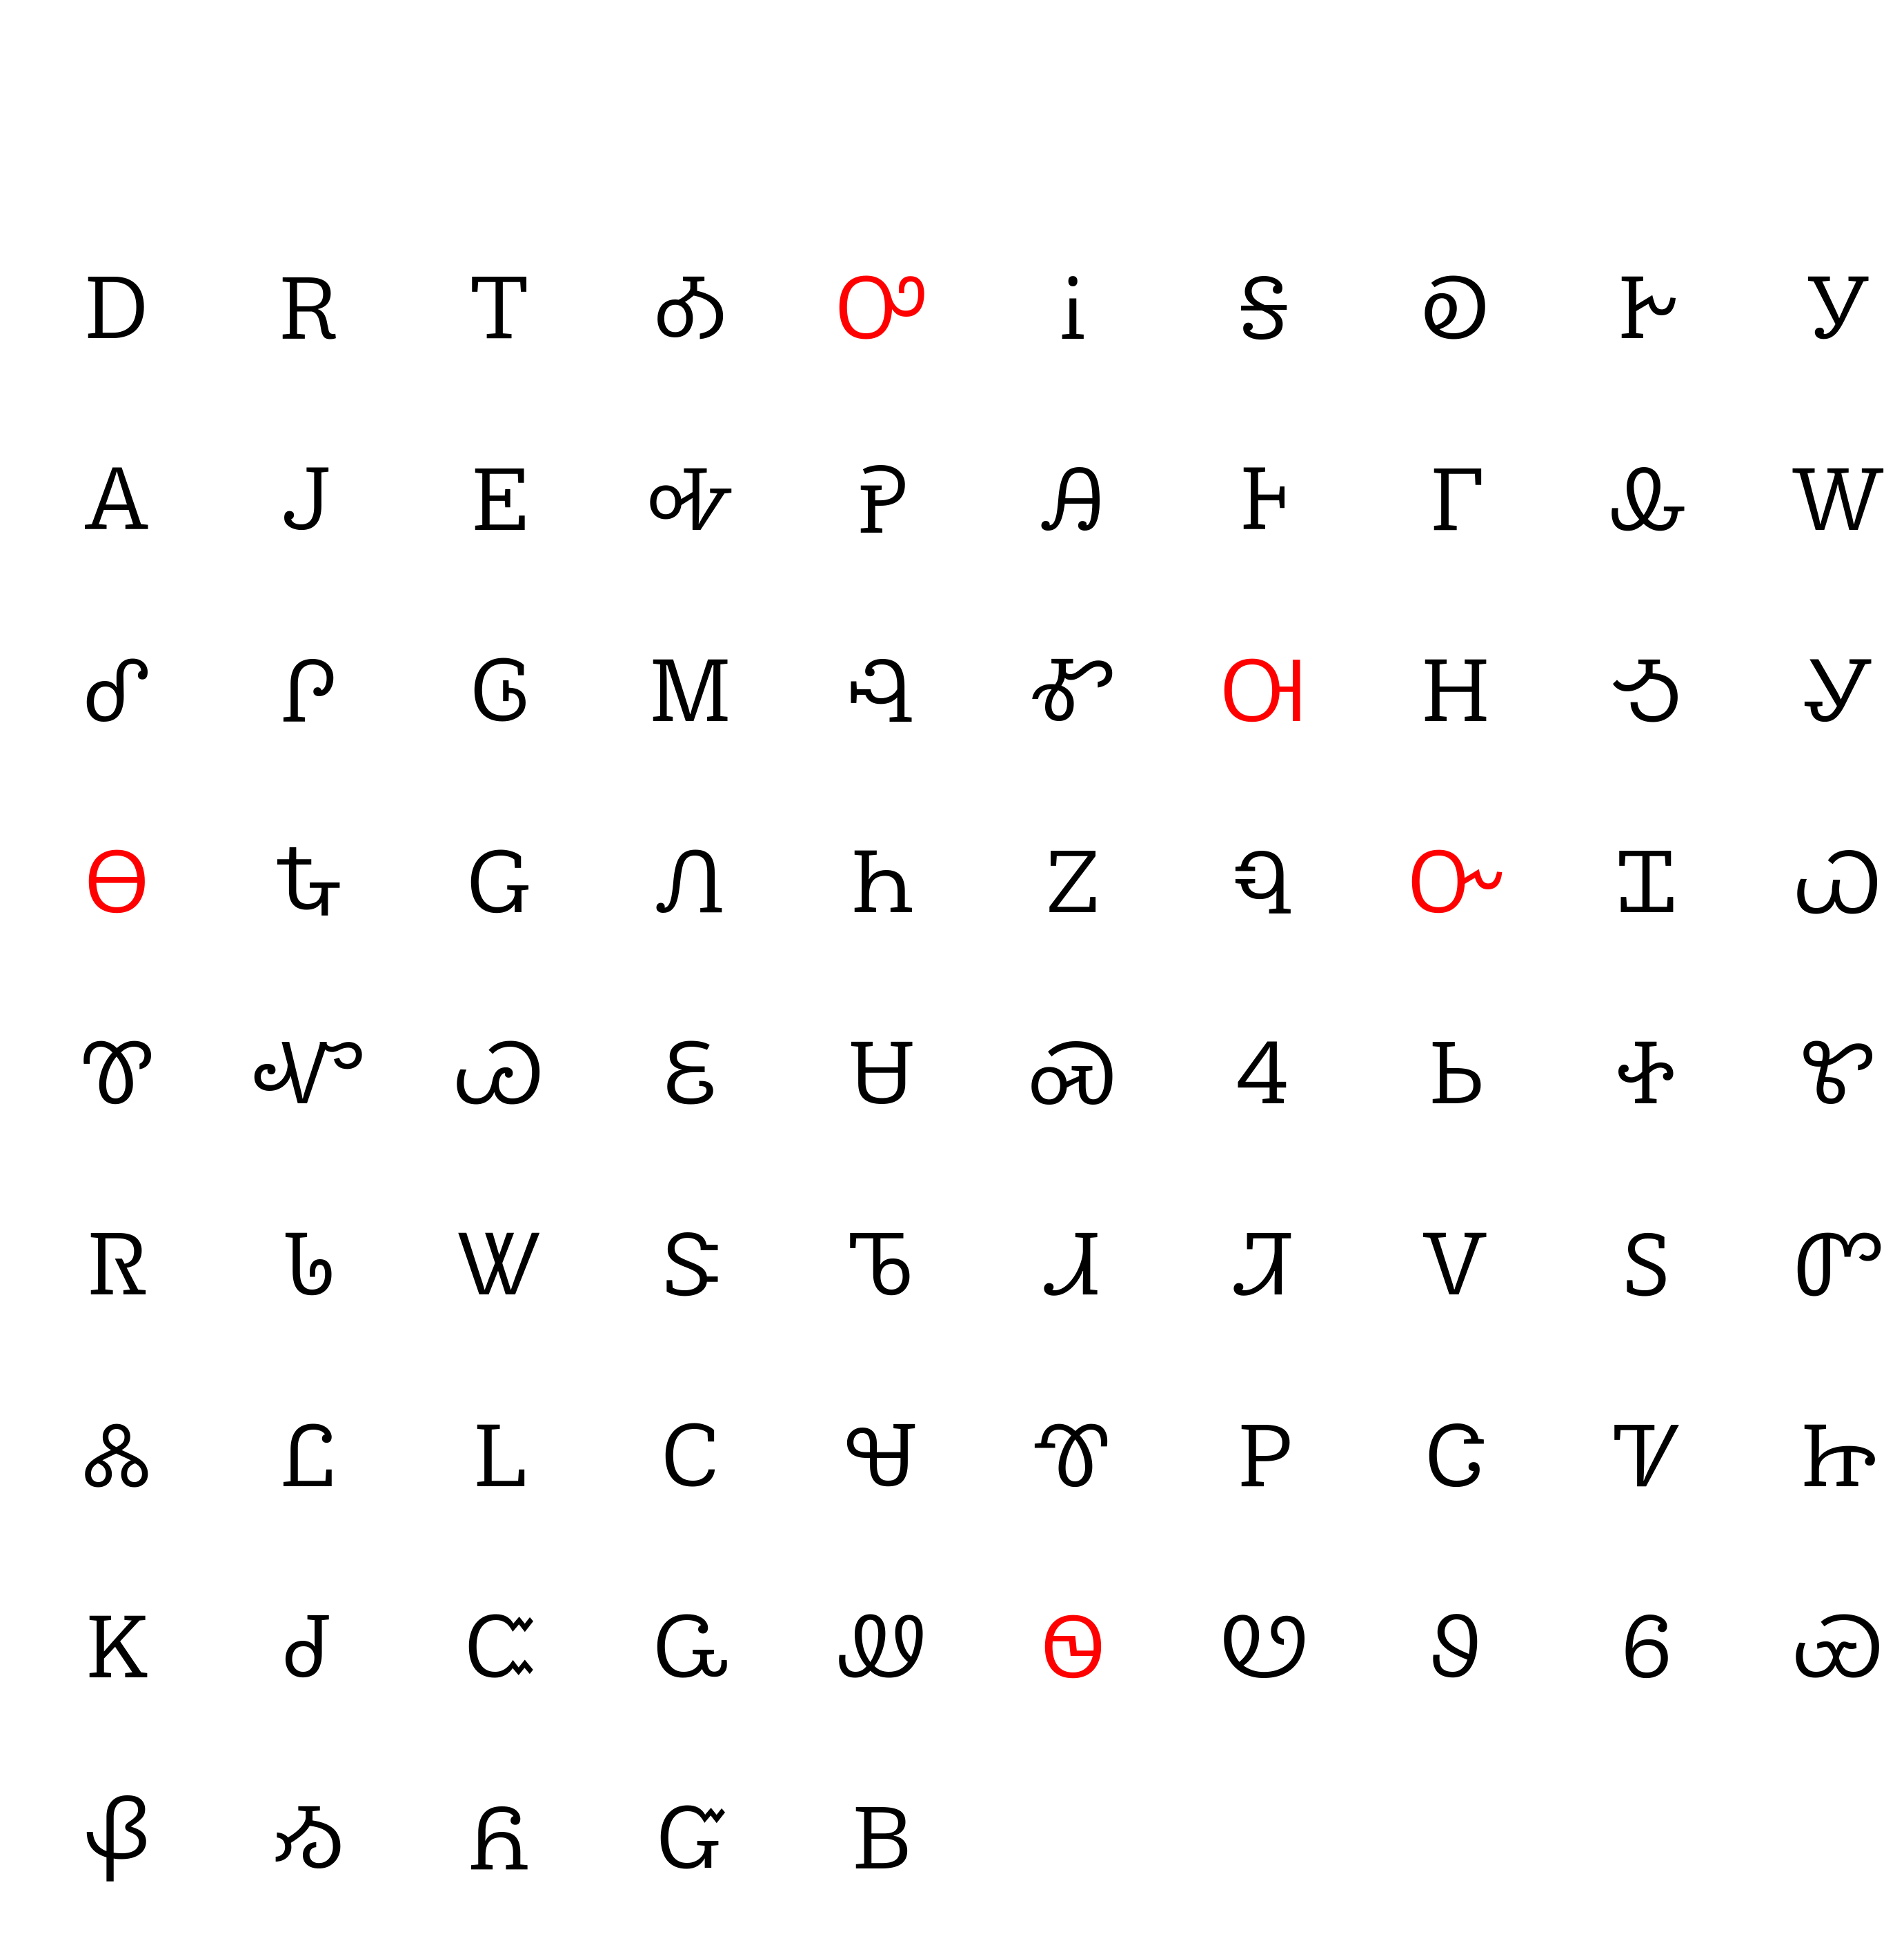 Ꭰ Ꭱ Ꭲ Ꭳ Ꭴ Ꭵ Ꭶ Ꭷ Ꭸ Ꭹ
Ꭺ Ꭻ Ꭼ Ꭽ Ꭾ Ꭿ Ꮀ Ꮁ Ꮂ Ꮃ
Ꮄ Ꮅ Ꮆ Ꮇ Ꮈ Ꮉ Ꮊ Ꮋ Ꮌ Ꮍ
Ꮎ Ꮏ Ꮐ Ꮑ Ꮒ Ꮓ Ꮔ Ꮕ Ꮖ Ꮗ
Ꮘ Ꮙ Ꮚ Ꮛ Ꮜ Ꮝ Ꮞ Ꮟ Ꮠ Ꮡ
Ꮢ Ꮣ Ꮤ Ꮥ Ꮦ Ꮧ Ꮨ Ꮩ Ꮪ Ꮫ
Ꮬ Ꮭ Ꮮ Ꮯ Ꮰ Ꮱ Ꮲ Ꮳ Ꮴ Ꮵ
Ꮶ Ꮷ Ꮸ Ꮹ Ꮺ Ꮻ Ꮼ Ꮽ Ꮾ Ꮿ
Ᏸ Ᏹ Ᏺ Ᏻ Ᏼ